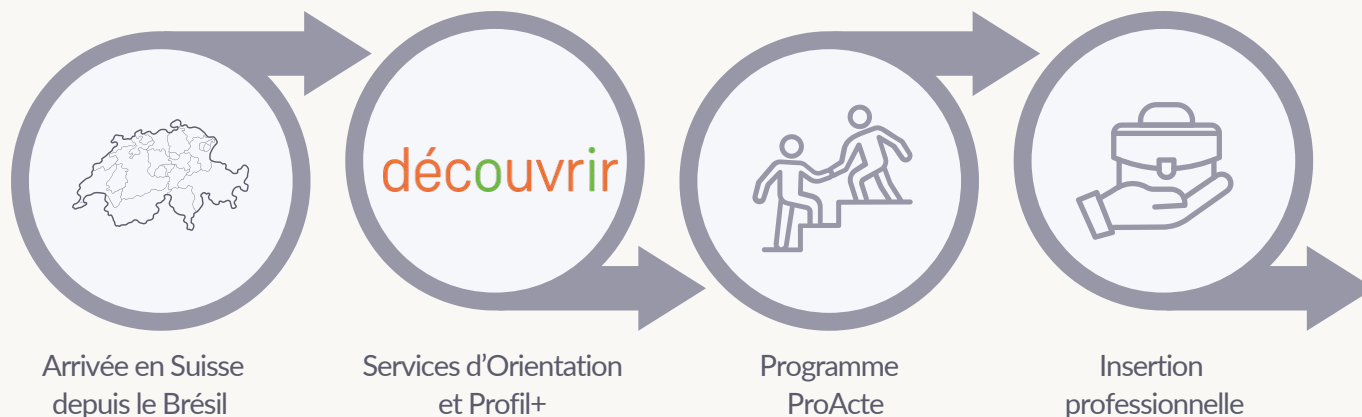 découvrir
Arrivée en Suisse
depuis le Brésil
Services d’Orientation
et Profil+
Programme
ProActe
Insertion
professionnelle